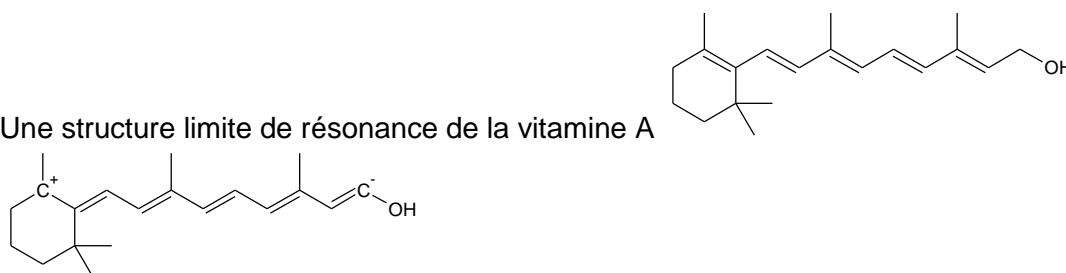 OH
Une structure limite de résonance de la vitamine A
C+
C-
OH